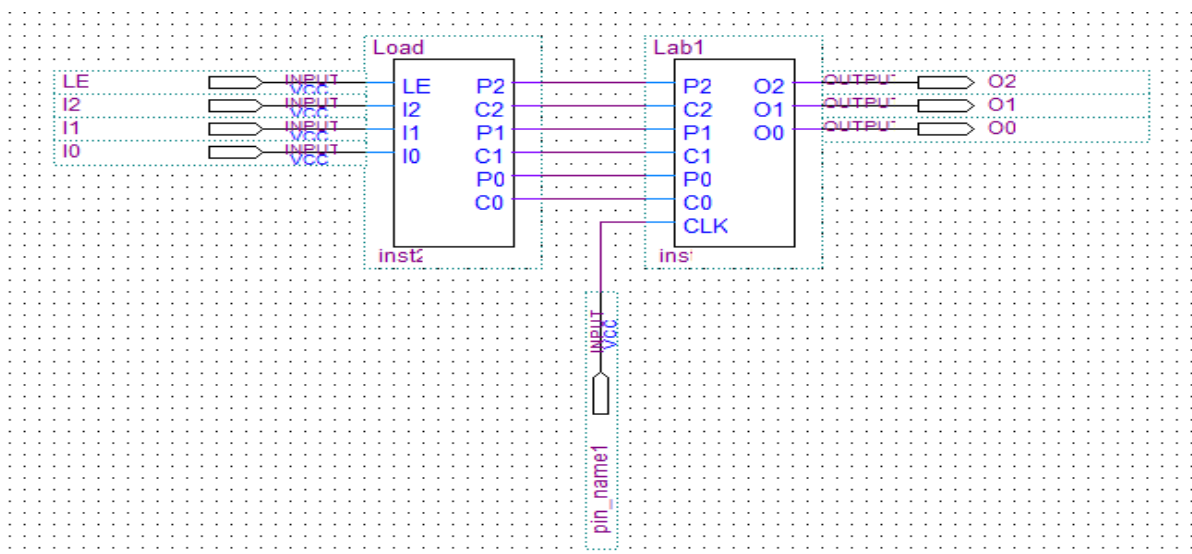 Load
Lab1
LE INPUT VCC LE P2 P2 O2 OUTPUT O2
I2 INPUT VCC I2 C2 C2 O1 OUTPUT O1
I1 INPUT VCC I1 P1 P1 O0 OUTPUT O0
I0 INPUT VCC I0 C1 C1
P0 P0
C0 C0
CLK
inst2
inst
INPUT
VCC
pin_name1